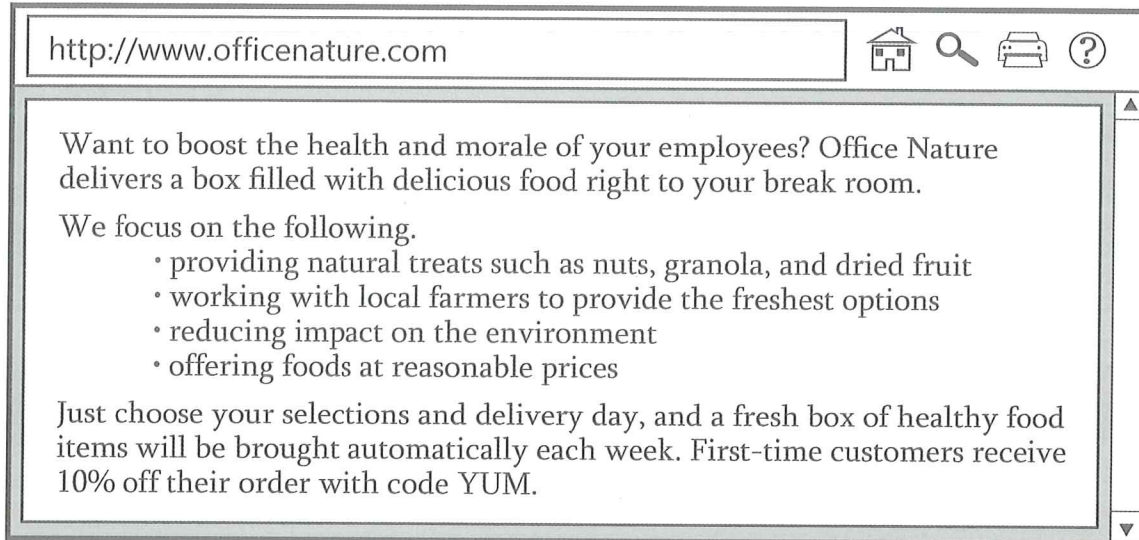 http://www.officenature.com
Want to boost the health and morale of your employees? Office Nature
delivers a box filled with delicious food right to your break room.
We focus on the following.
• providing natural treats such as nuts, granola, and dried fruit
• working with local farmers to provide the freshest options
• reducing impact on the environment
• offering foods at reasonable prices
Just choose your selections and delivery day, and a fresh box of healthy food
items will be brought automatically each week. First-time customers receive
10% off their order with code YUM.